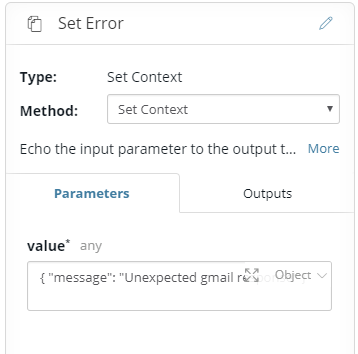 Set Error
Type: Set Context
Method: Set Context
Echo the input parameter to the output t... More
Parameters Outputs
value* any
{ "message": "Unexpected gmail re Object